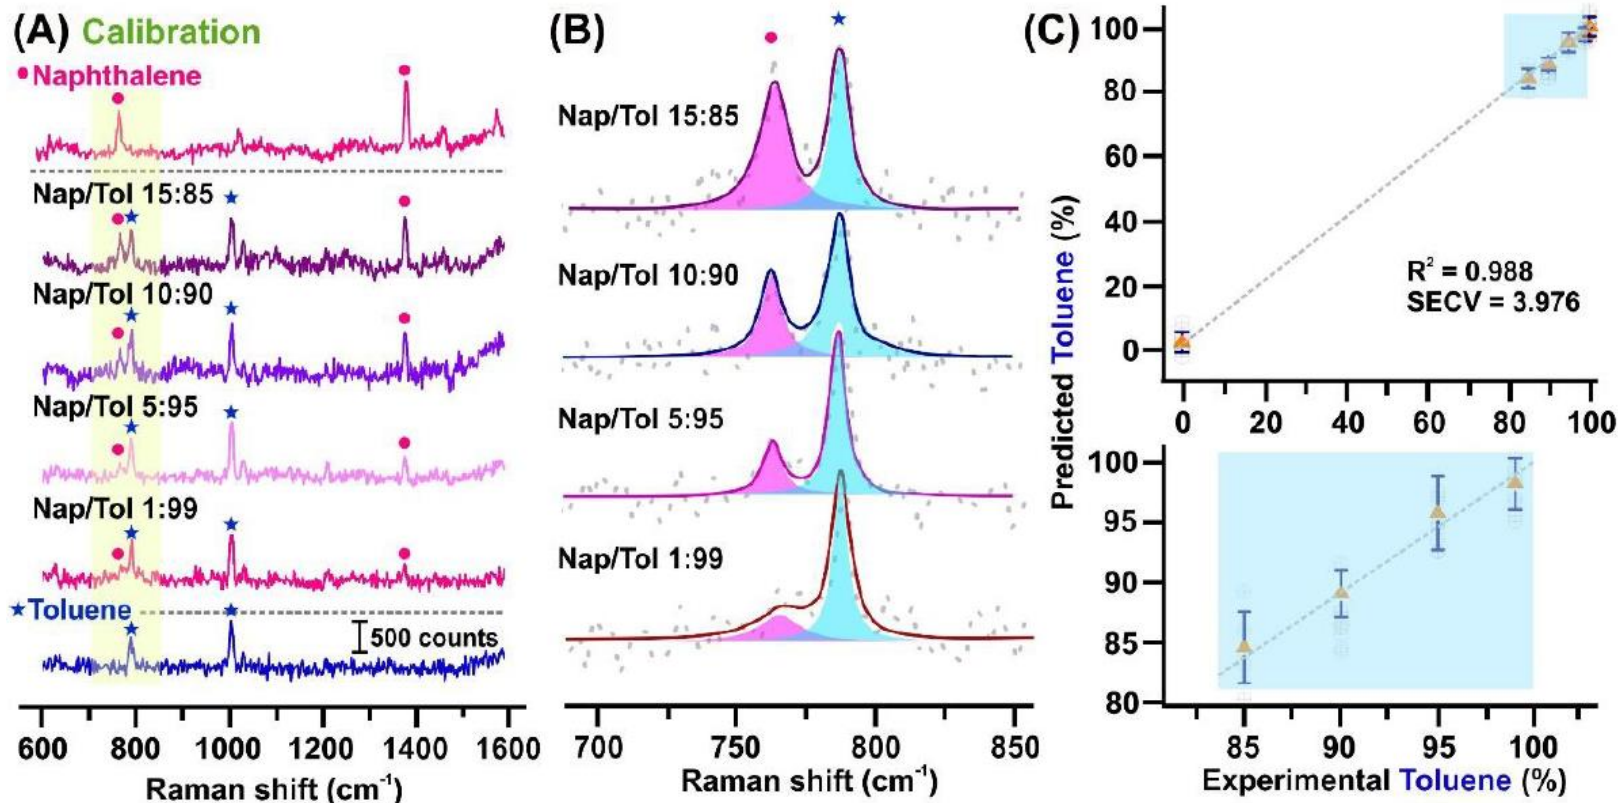 (A) Calibration
Naphthalene
Nap/Tol 15:85
Nap/Tol 10:90
Nap/Tol 5:95
Nap/Tol 1:99
Toluene
500 counts
600 800 1000 1200 1400 1600
Raman shift (cm⁻¹)
(B)
Nap/Tol 15:85
Nap/Tol 10:90
Nap/Tol 5:95
Nap/Tol 1:99
700 750 800 850
Raman shift (cm⁻¹)
(C)
Predicted Toluene (%)
100
80
60
40
20
0
R² = 0.988
SECV = 3.976
0 20 40 60 80 100
100
95
90
85
80
85 90 95 100
Experimental Toluene (%)